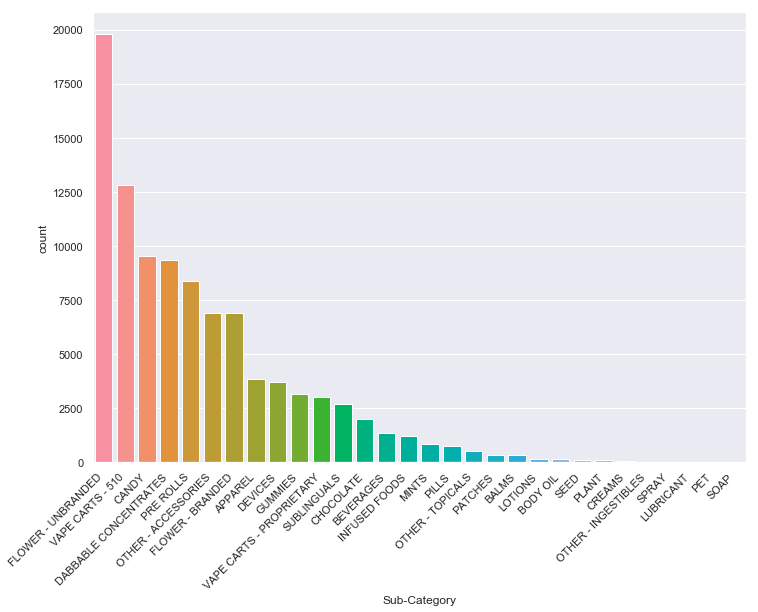 20000
17500
15000
12500
10000
7500
5000
2500
0
count
FLOWER - UNBRANDED
VAPE CARTS - 510
CANDY
DABBABLE CONCENTRATES
PRE ROLLS
OTHER - ACCESSORIES
FLOWER - BRANDED
APPAREL
DEVICES
GUMMIES
VAPE CARTS - PROPRIETARY
SUBLINGUALS
CHOCOLATE
BEVERAGES
INFUSED FOODS
MINTS
PILLS
OTHER - TOPICALS
PATCHES
BALMS
LOTIONS
BODY OIL
SEED
PLANT
CREAMS
OTHER - INGESTIBLES
SPRAY
LUBRICANT
PET
SOAP
Sub-Category